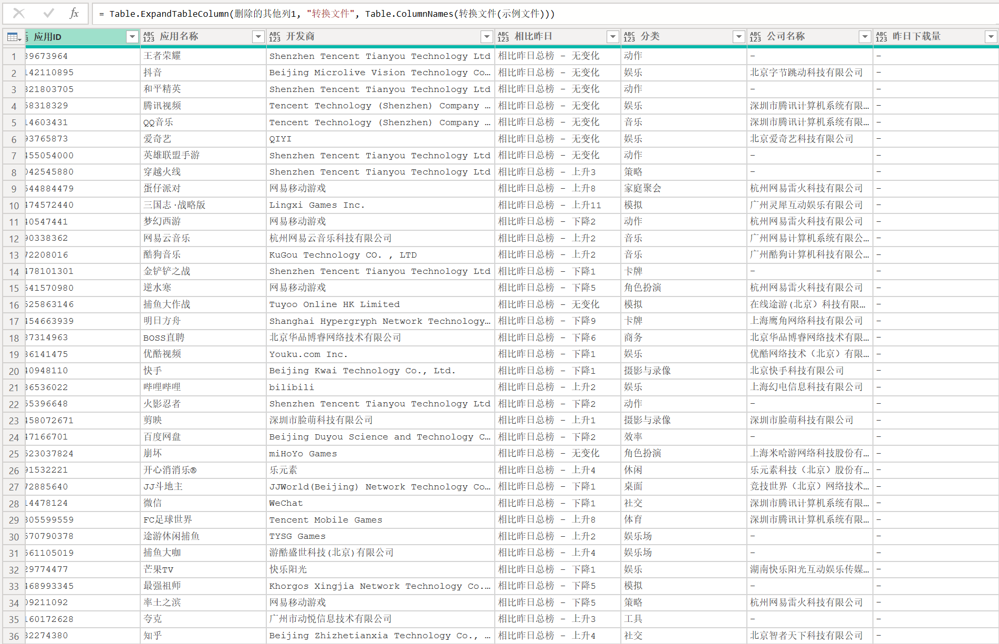 = Table.ExpandTableColumn(删除的其他列1, "转换文件", Table.ColumnNames(转换文件(示例文件)))
应用ID ABC123 应用名称 ABC123 开发商 ABC123 相比昨日 ABC123 分类 ABC123 公司名称 ABC123 昨日下载量
1 39673964 王者荣耀 Shenzhen Tencent Tianyou Technology Ltd 相比昨日总榜 - 无变化 动作 - -
2 142110895 抖音 Beijing Microlive Vision Technology Co… 相比昨日总榜 - 无变化 娱乐 北京字节跳动科技有限公司 -
3 321803705 和平精英 Shenzhen Tencent Tianyou Technology Ltd 相比昨日总榜 - 无变化 动作 - -
4 58318329 腾讯视频 Tencent Technology (Shenzhen) Company … 相比昨日总榜 - 无变化 娱乐 深圳市腾讯计算机系统有限… -
5 14603431 QQ音乐 Tencent Technology (Shenzhen) Company … 相比昨日总榜 - 无变化 音乐 深圳市腾讯计算机系统有限… -
6 93765873 爱奇艺 QIYI 相比昨日总榜 - 无变化 娱乐 北京爱奇艺科技有限公司 -
7 455054000 英雄联盟手游 Shenzhen Tencent Tianyou Technology Ltd 相比昨日总榜 - 无变化 动作 - -
8 042545880 穿越火线 Shenzhen Tencent Tianyou Technology Ltd 相比昨日总榜 - 上升3 策略 - -
9 644884479 蛋仔派对 网易移动游戏 相比昨日总榜 - 上升8 家庭聚会 杭州网易雷火科技有限公司 -
10 474572440 三国志·战略版 Lingxi Games Inc. 相比昨日总榜 - 上升11 模拟 广州灵犀互动娱乐有限公司 -
11 40547441 梦幻西游 网易移动游戏 相比昨日总榜 - 下降2 动作 杭州网易雷火科技有限公司 -
12 90338362 网易云音乐 杭州网易云音乐科技有限公司 相比昨日总榜 - 上升2 音乐 广州网易计算机系统有限公… -
13 72208016 酷狗音乐 KuGou Technology CO. , LTD 相比昨日总榜 - 上升2 音乐 广州酷狗计算机科技有限公… -
14 478101301 金铲铲之战 Shenzhen Tencent Tianyou Technology Ltd 相比昨日总榜 - 下降1 卡牌 - -
15 641570980 逆水寒 网易移动游戏 相比昨日总榜 - 下降5 角色扮演 杭州网易雷火科技有限公司 -
16 525863146 捕鱼大作战 Tuyoo Online HK Limited 相比昨日总榜 - 无变化 模拟 在线途游(北京）科技有限… -
17 454663939 明日方舟 Shanghai Hypergryph Network Technology… 相比昨日总榜 - 下降9 卡牌 上海鹰角网络科技有限公司 -
18 87314963 BOSS直聘 北京华品博睿网络技术有限公司 相比昨日总榜 - 下降6 商务 北京华品博睿网络技术有限… -
19 36141475 优酷视频 Youku.com Inc. 相比昨日总榜 - 下降1 娱乐 优酷网络技术（北京）有限… -
20 40948110 快手 Beijing Kwai Technology Co., Ltd. 相比昨日总榜 - 下降1 摄影与录像 北京快手科技有限公司 -
21 36536022 哔哩哔哩 bilibili 相比昨日总榜 - 上升2 娱乐 上海幻电信息科技有限公司 -
22 55396648 火影忍者 Shenzhen Tencent Tianyou Technology Ltd 相比昨日总榜 - 下降2 动作 - -
23 458072671 剪映 深圳市脸萌科技有限公司 相比昨日总榜 - 上升1 摄影与录像 深圳市脸萌科技有限公司 -
24 47166701 百度网盘 Beijing Duyou Science and Technology C… 相比昨日总榜 - 下降2 效率 - -
25 523037824 崩坏 miHoYo Games 相比昨日总榜 - 无变化 角色扮演 上海米哈游网络科技股份有… -
26 91532221 开心消消乐® 乐元素 相比昨日总榜 - 上升4 休闲 乐元素科技（北京）股份有… -
27 72885640 JJ斗地主 JJWorld(Beijing) Network Technology Co… 相比昨日总榜 - 下降1 桌面 竞技世界（北京）网络技术… -
28 14478124 微信 WeChat 相比昨日总榜 - 下降1 社交 深圳市腾讯计算机系统有限… -
29 305599559 FC足球世界 Tencent Mobile Games 相比昨日总榜 - 上升8 体育 深圳市腾讯计算机系统有限… -
30 570790378 途游休闲捕鱼 TYSG Games 相比昨日总榜 - 上升2 娱乐场 - -
31 561105019 捕鱼大咖 游酷盛世科技(北京)有限公司 相比昨日总榜 - 上升4 娱乐场 - -
32 29774477 芒果TV 快乐阳光 相比昨日总榜 - 下降1 娱乐 湖南快乐阳光互动娱乐传媒… -
33 468993345 最强祖师 Khorgos Xingjia Network Technology Co.… 相比昨日总榜 - 下降5 模拟 - -
34 09211092 率土之滨 网易移动游戏 相比昨日总榜 - 下降5 策略 杭州网易雷火科技有限公司 -
35 160172628 夸克 广州市动悦信息技术有限公司 相比昨日总榜 - 上升3 工具 - -
36 32274380 知乎 Beijing Zhizhetianxia Technology Co., … 相比昨日总榜 - 上升4 社交 北京智者天下科技有限公司 -